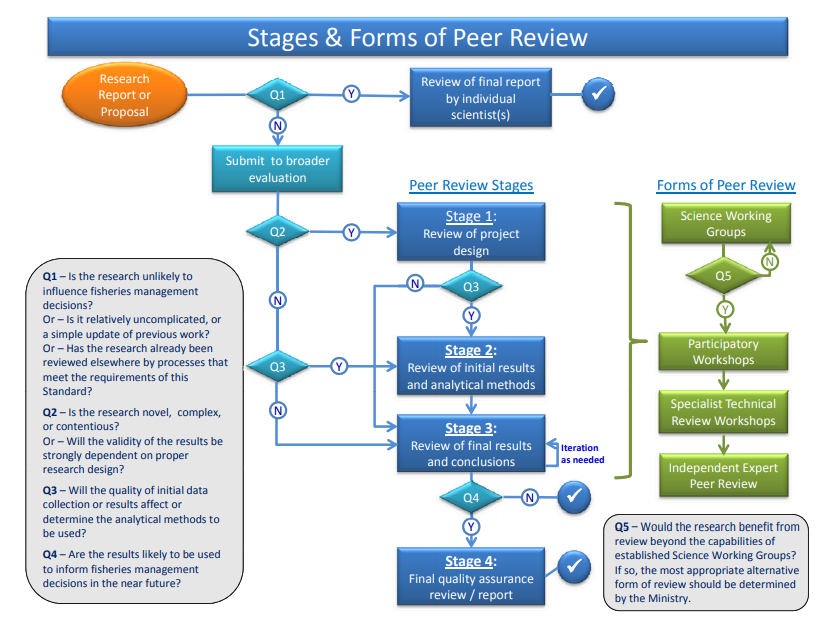 Stages & Forms of Peer Review
Research
Report or
Proposal
Q1
Y
Review of final report
by individual
scientist(s)
N
Submit to broader
evaluation
Peer Review Stages
Forms of Peer Review
Q2
Y
Stage 1:
Review of project
design
Science Working
Groups
N
Q5
Y
N
Q3
Y
N
Q3
Y
Stage 2:
Review of initial results
and analytical methods
Participatory
Workshops
N
Stage 3:
Review of final results
and conclusions
Iteration
as needed
Specialist Technical
Review Workshops
Independent Expert
Peer Review
Q4
N
Y
Stage 4:
Final quality assurance
review / report
Q1 – Is the research unlikely to
influence fisheries management
decisions?
Or – Is it relatively uncomplicated, or
a simple update of previous work?
Or – Has the research already been
reviewed elsewhere by processes that
meet the requirements of this
Standard?
Q2 – Is the research novel, complex,
or contentious?
Or – Will the validity of the results be
strongly dependent on proper
research design?
Q3 – Will the quality of initial data
collection or results affect or
determine the analytical methods to
be used?
Q4 – Are the results likely to be used
to inform fisheries management
decisions in the near future?
Q5 – Would the research benefit from
review beyond the capabilities of
established Science Working Groups?
If so, the most appropriate alternative
form of review should be determined
by the Ministry.